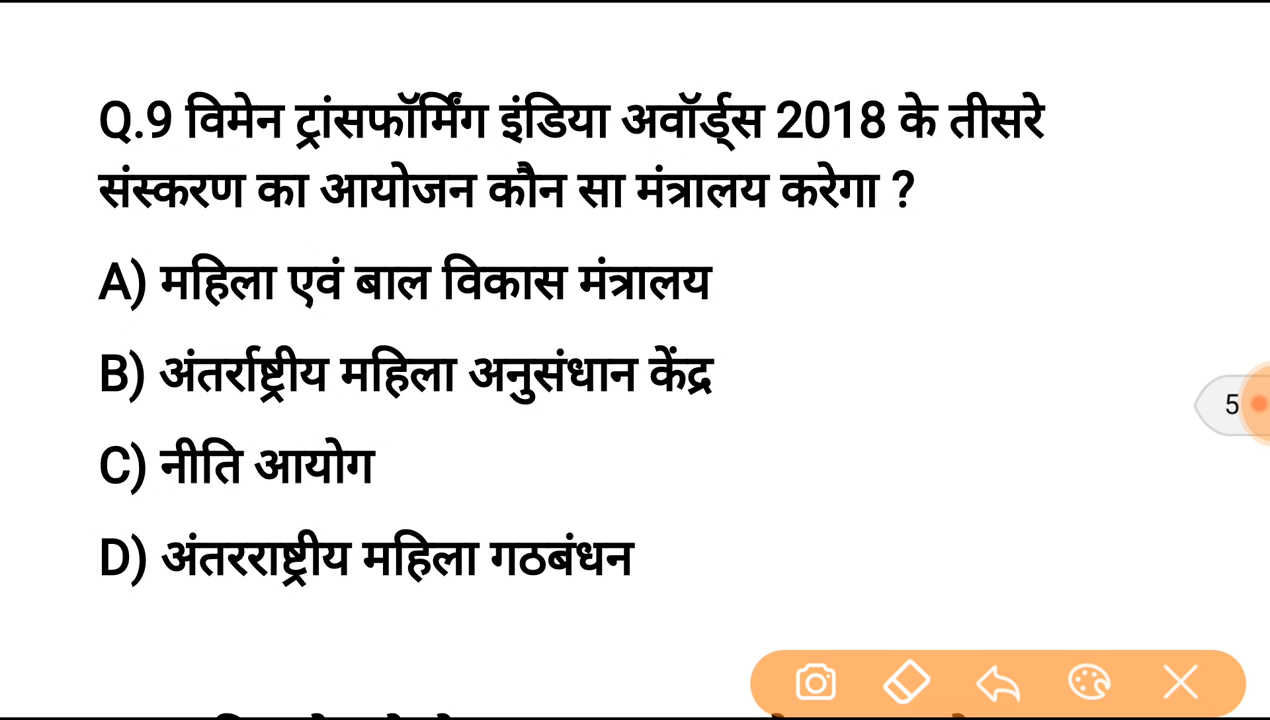 Q.9 विमेन ट्रांसफॉर्मिंग इंडिया अवॉर्ड्स 2018 के तीसरे
संस्करण का आयोजन कौन सा मंत्रालय करेगा ?
A) महिला एवं बाल विकास मंत्रालय
B) अंतर्राष्ट्रीय महिला अनुसंधान केंद्र
C) नीति आयोग
D) अंतरराष्ट्रीय महिला गठबंधन
5